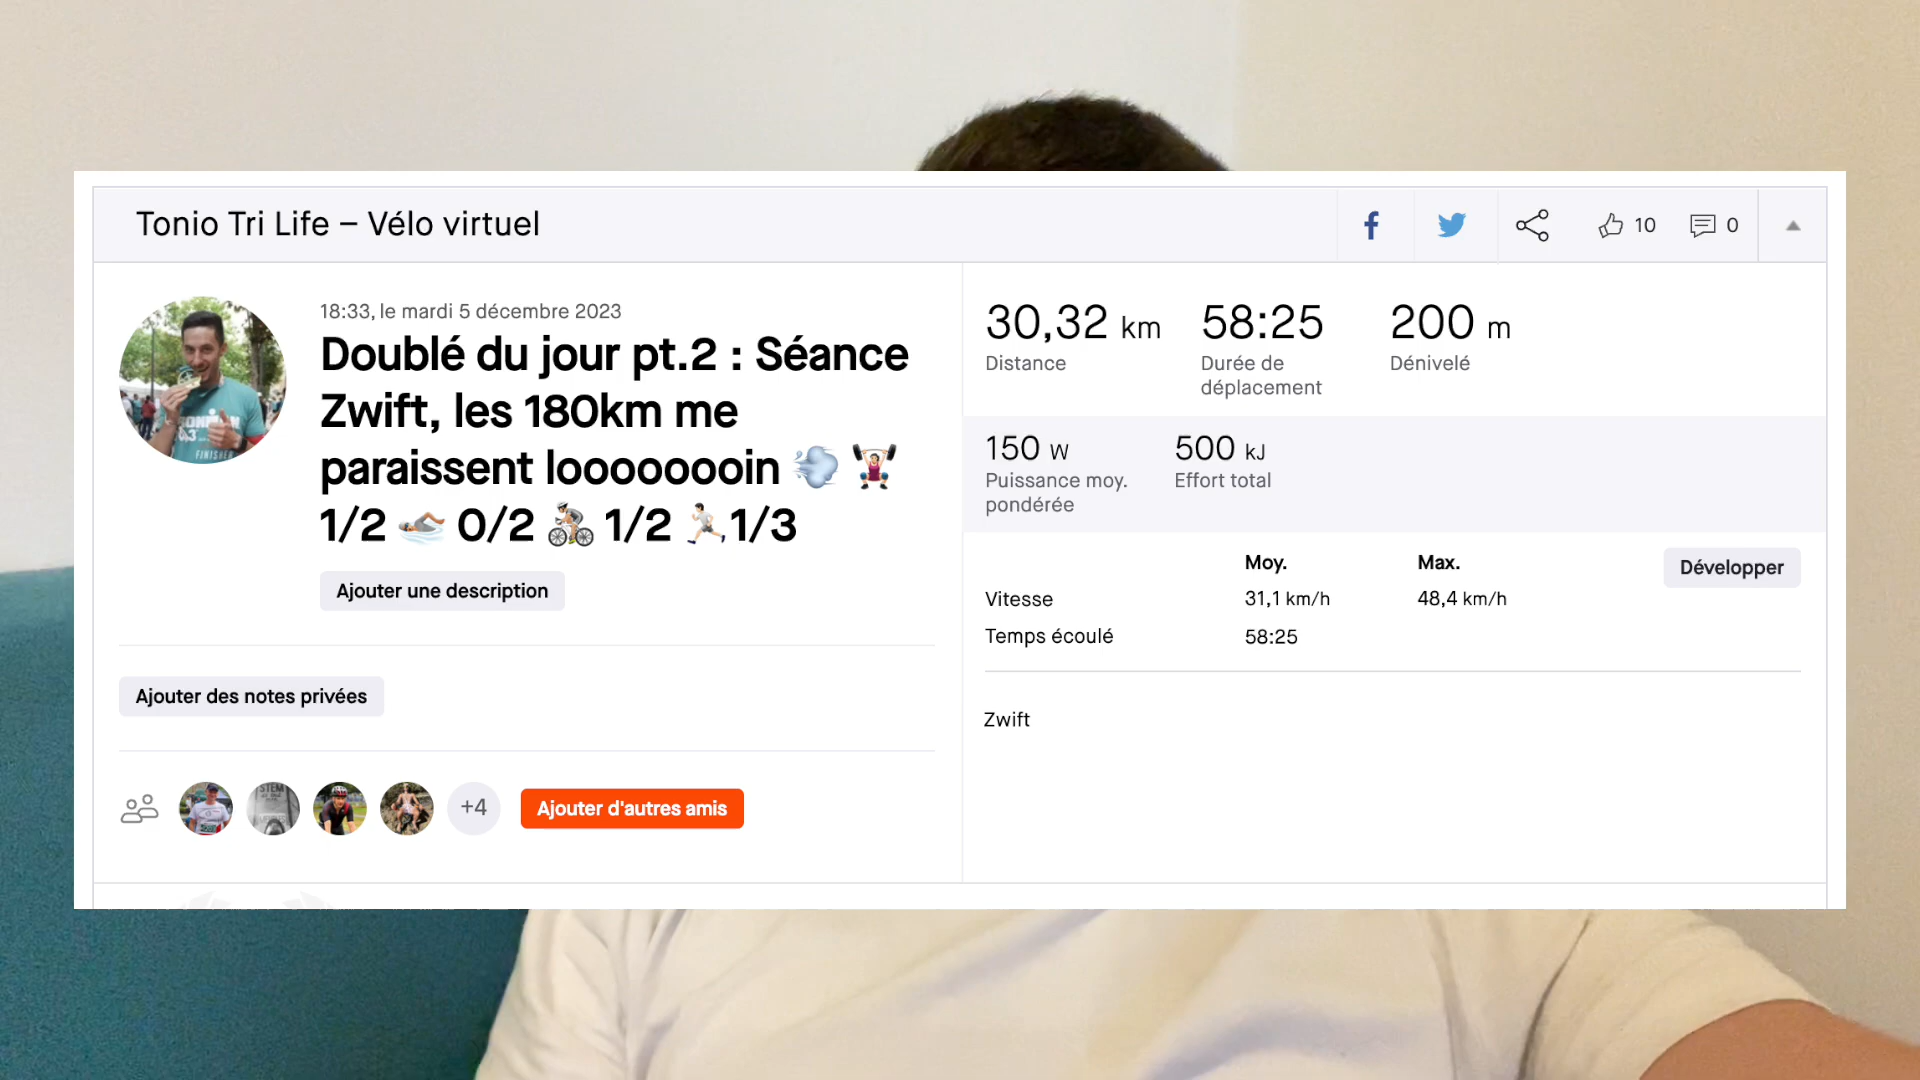 Tonio Tri Life – Vélo virtuel
10
0
18:33, le mardi 5 décembre 2023
Doublé du jour pt.2 : Séance
Zwift, les 180km me
paraissent loooooooin 💨 🏋🏻‍♀️
1/2 🏊🏻 0/2 🚴🏻 1/2 🏃🏻1/3
Ajouter une description
Ajouter des notes privées
+4
Ajouter d'autres amis
30,32 km
Distance
58:25
Durée de
déplacement
200 m
Dénivelé
150 W
Puissance moy.
pondérée
500 kJ
Effort total
Moy.
Max.
Développer
Vitesse
31,1 km/h
48,4 km/h
Temps écoulé
58:25
Zwift